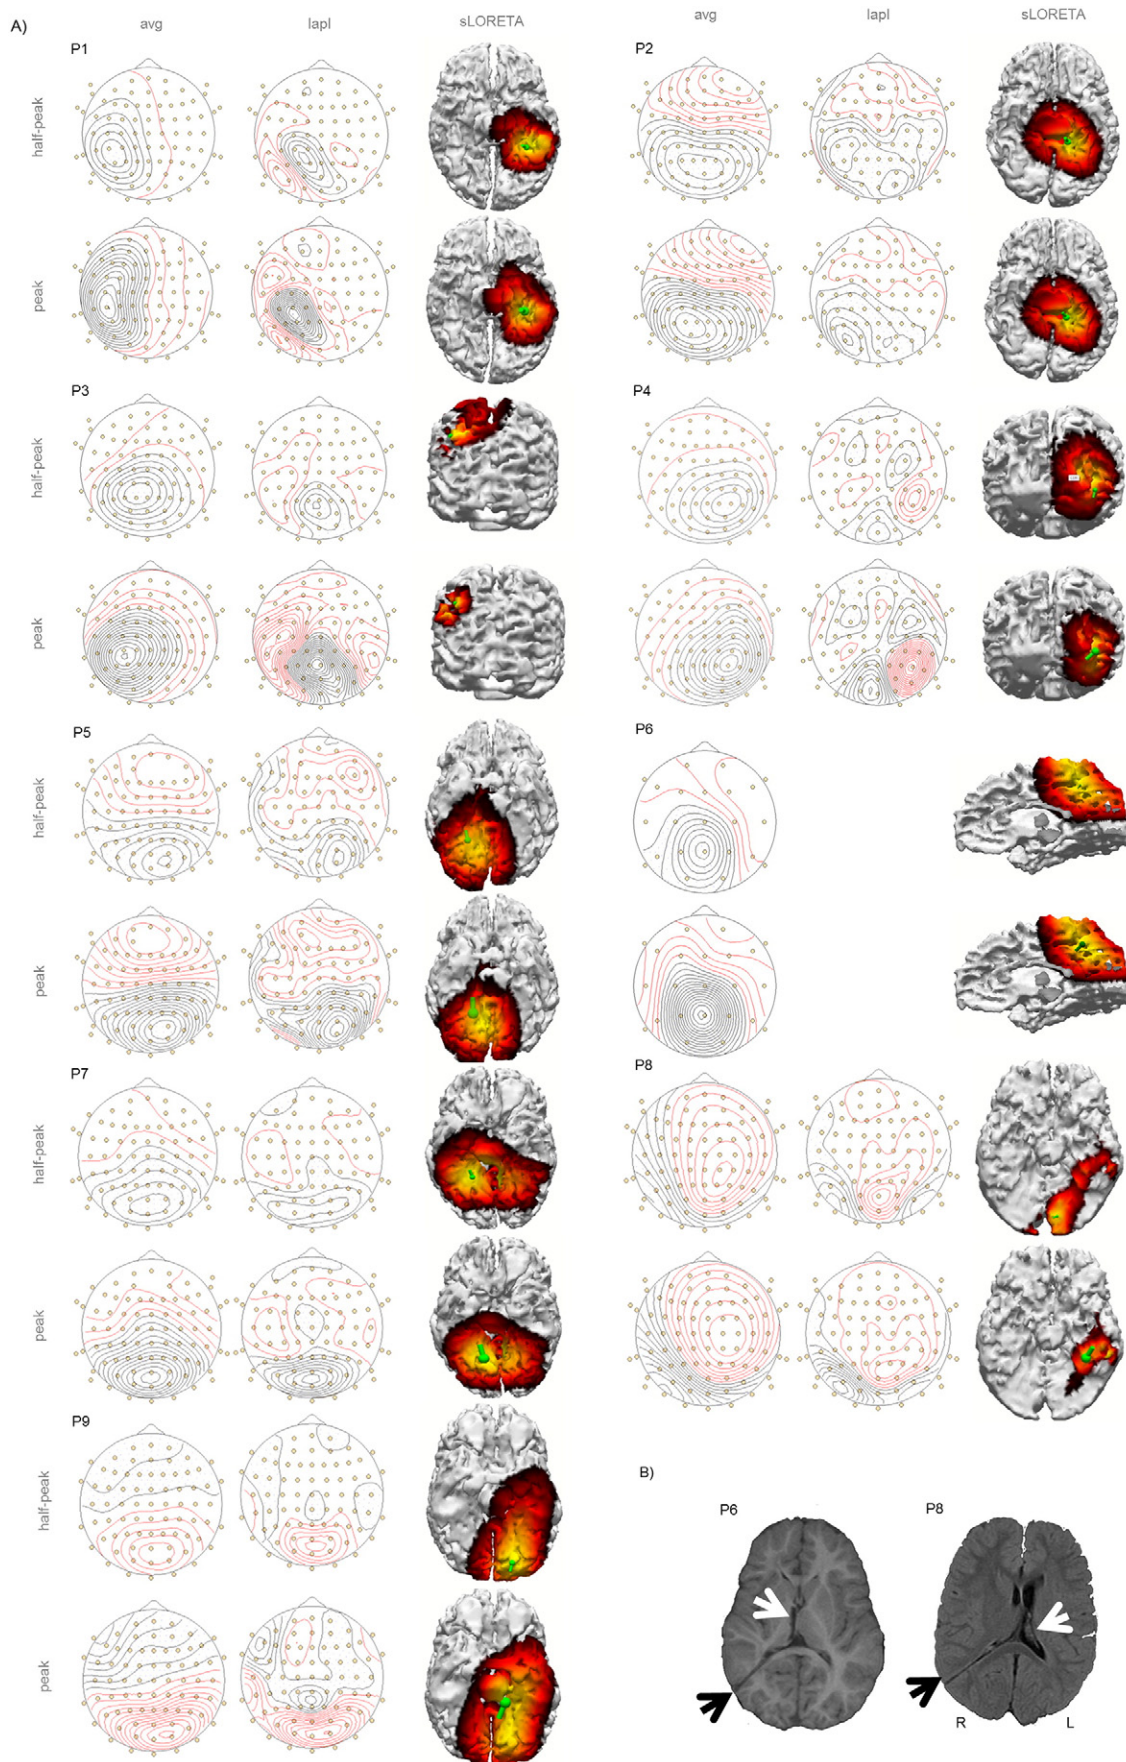 A)
avg lapl sLORETA avg lapl sLORETA
P1 P2
half-peak
peak
P3 P4
half-peak
peak
P5 P6
half-peak
peak
P7 P8
half-peak
peak
P9
half-peak
peak
B)
P6 P8
R L